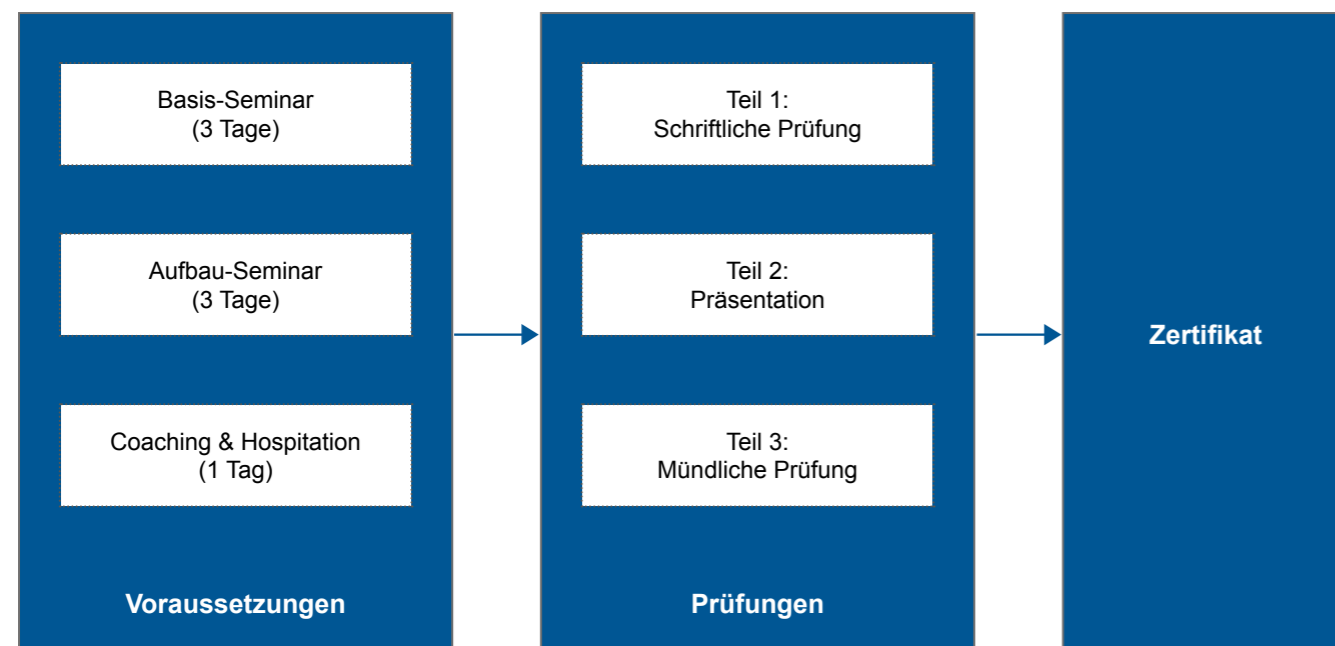 Basis-Seminar
(3 Tage)
Aufbau-Seminar
(3 Tage)
Coaching & Hospitation
(1 Tag)
Voraussetzungen
Teil 1:
Schriftliche Prüfung
Teil 2:
Präsentation
Teil 3:
Mündliche Prüfung
Prüfungen
Zertifikat